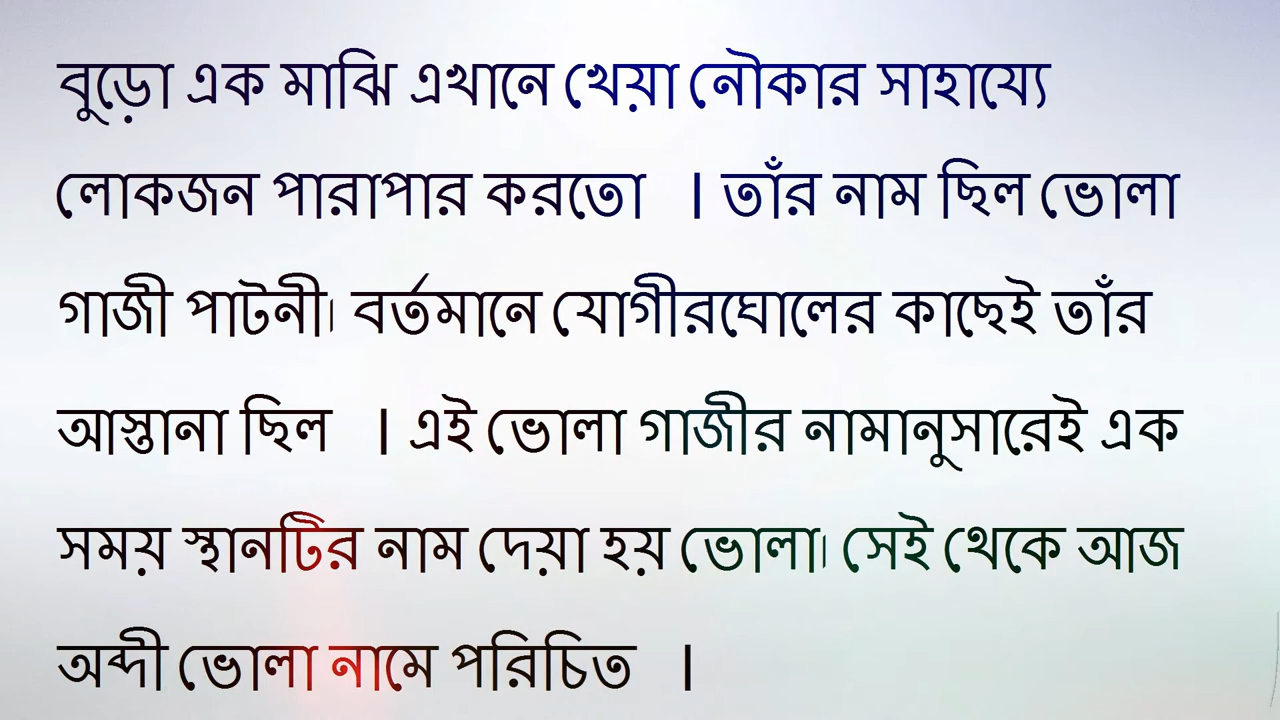 বুড়ো এক মাঝি এখানে খেয়া নৌকার সাহায্যে
লোকজন পারাপার করতো । তাঁর নাম ছিল ভোলা
গাজী পাটনী। বর্তমানে যোগীরঘোলের কাছেই তাঁর
আস্তানা ছিল । এই ভোলা গাজীর নামানুসারেই এক
সময় স্থানটির নাম দেয়া হয় ভোলা। সেই থেকে আজ
অব্দী ভোলা নামে পরিচিত ।